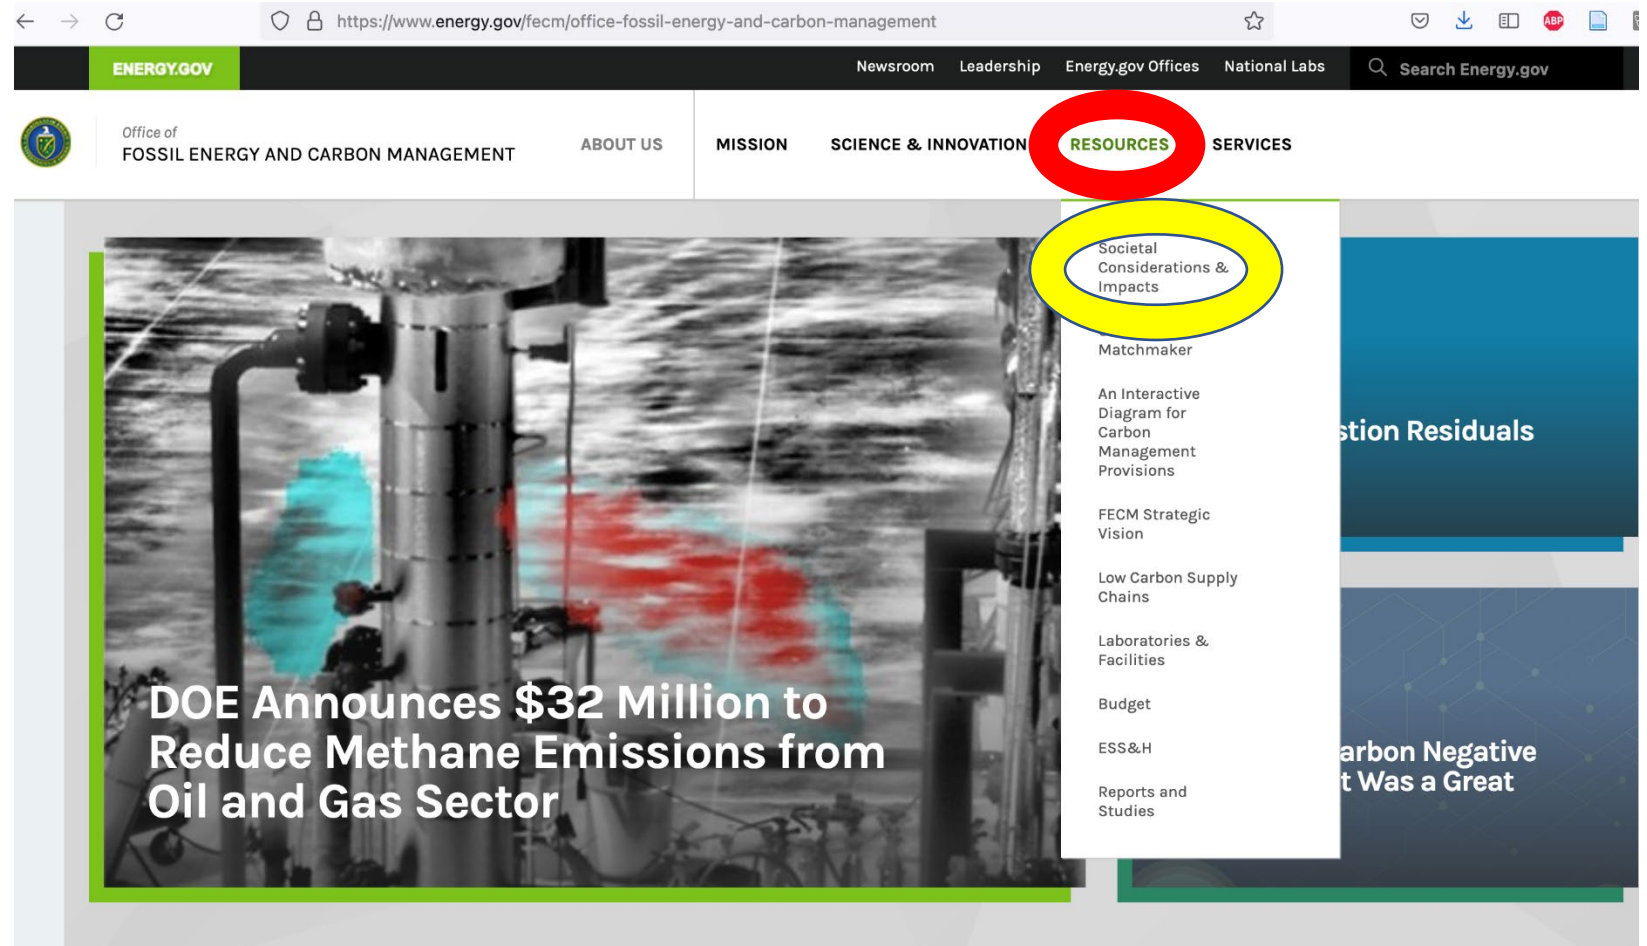 https://www.energy.gov/fecm/office-fossil-energy-and-carbon-management
ABP
ENERGY.GOV
Newsroom Leadership Energy.gov Offices National Labs Search Energy.gov
Office of
FOSSIL ENERGY AND CARBON MANAGEMENT
ABOUT US MISSION SCIENCE & INNOVATION RESOURCES SERVICES
Societal
Considerations &
Impacts
Matchmaker
An Interactive
Diagram for
Carbon
Management
Provisions
FECM Strategic
Vision
Low Carbon Supply
Chains
Laboratories &
Facilities
Budget
ESS&H
Reports and
Studies
DOE Announces $32 Million to
Reduce Methane Emissions from
Oil and Gas Sector
stion Residuals
arbon Negative
t Was a Great